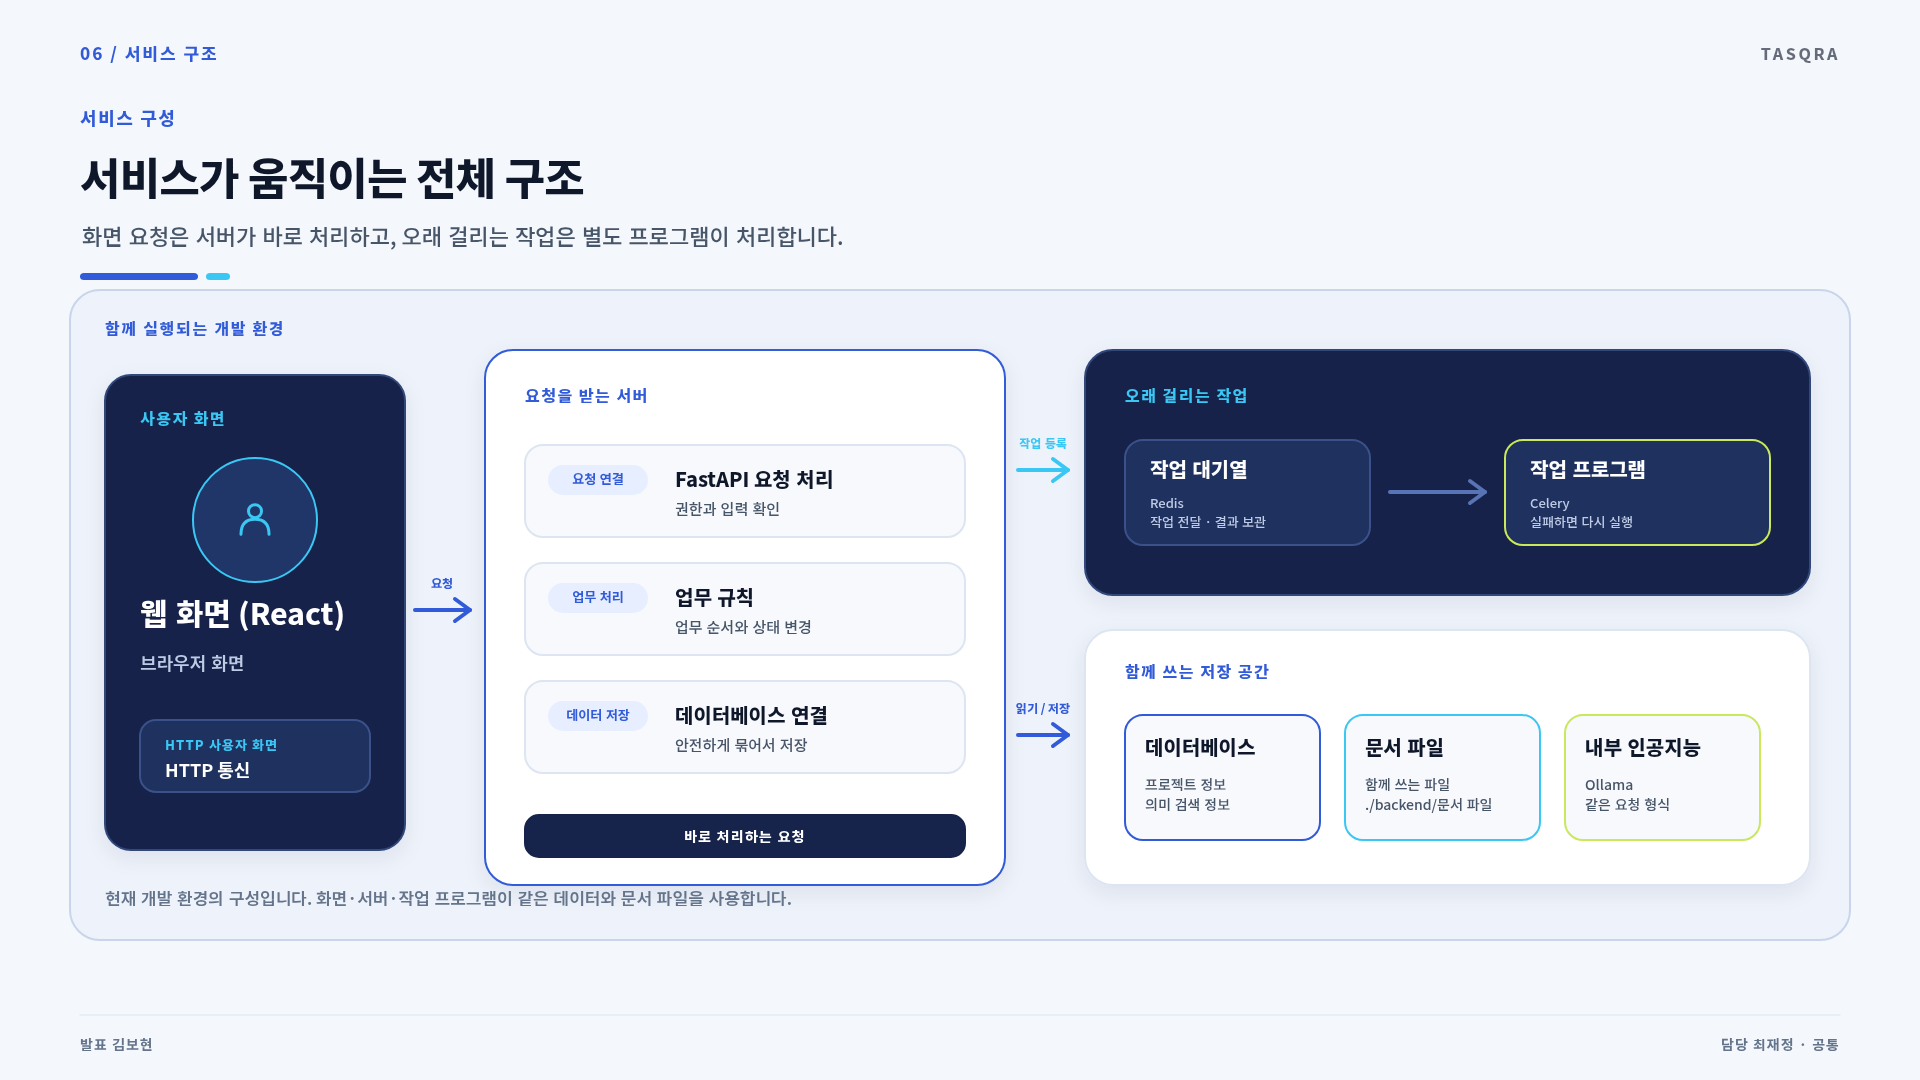 06 / 서비스 구조
TASQRA
서비스 구성
서비스가 움직이는 전체 구조
화면 요청은 서버가 바로 처리하고, 오래 걸리는 작업은 별도 프로그램이 처리합니다.
함께 실행되는 개발 환경
사용자 화면
웹 화면 (React)
브라우저 화면
HTTP 사용자 화면
HTTP 통신
요청
요청을 받는 서버
요청 연결
FastAPI 요청 처리
권한과 입력 확인
업무 처리
업무 규칙
업무 순서와 상태 변경
데이터 저장
데이터베이스 연결
안전하게 묶어서 저장
바로 처리하는 요청
작업 등록
읽기 / 저장
오래 걸리는 작업
작업 대기열
Redis
작업 전달 · 결과 보관
작업 프로그램
Celery
실패하면 다시 실행
함께 쓰는 저장 공간
데이터베이스
프로젝트 정보
의미 검색 정보
문서 파일
함께 쓰는 파일
./backend/문서 파일
내부 인공지능
Ollama
같은 요청 형식
현재 개발 환경의 구성입니다. 화면·서버·작업 프로그램이 같은 데이터와 문서 파일을 사용합니다.
발표 김보현
담당 최재정 · 공통